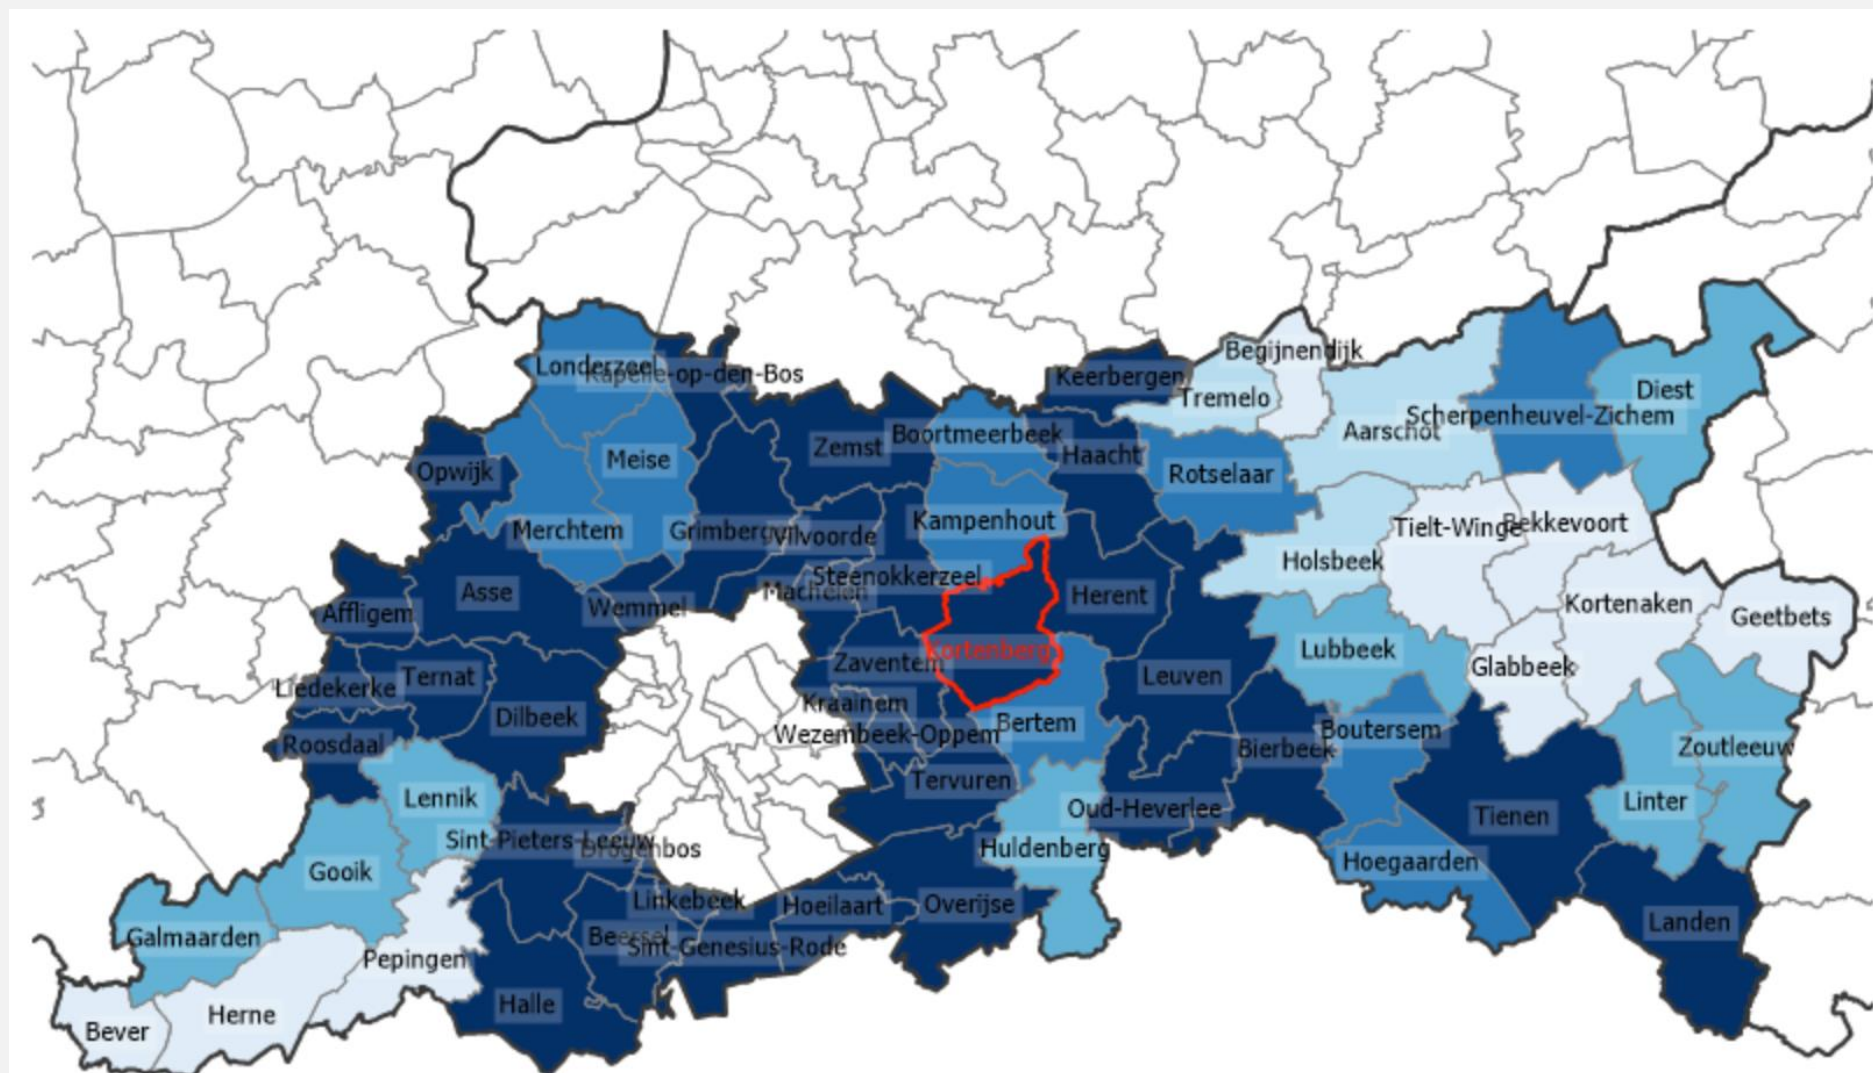 Begijnendijk
Londerzeel
Kapelle-op-den-Bos
Keerbergen
Tremelo
Diest
Scherpenheuvel-Zichem
Aarschot
Boortmeerbeek
Zemst
Haacht
Meise
Opwijk
Rotselaar
Kampenhout
Tielt-Winge
Bekkevoort
Merchtem
Grimbergen
Vilvoorde
Holsbeek
Steenokkerzeel
Machelen
Asse
Herent
Wemmel
Kortenaken
Affligem
Geetbets
Kortenberg
Lubbeek
Zaventem
Glabbeek
Ternat
Leuven
Liedekerke
Kraainem
Dilbeek
Bertem
Boutersem
Wezembeek-Oppem
Roosdaal
Bierbeek
Zoutleeuw
Tervuren
Lennik
Linter
Oud-Heverlee
Tienen
Sint-Pieters-Leeuw
Drogenbos
Huldenberg
Hoegaarden
Gooik
Linkebeek
Hoeilaart
Overijse
Landen
Galmaarden
Beersel
Sint-Genesius-Rode
Pepingen
Halle
Herne
Bever